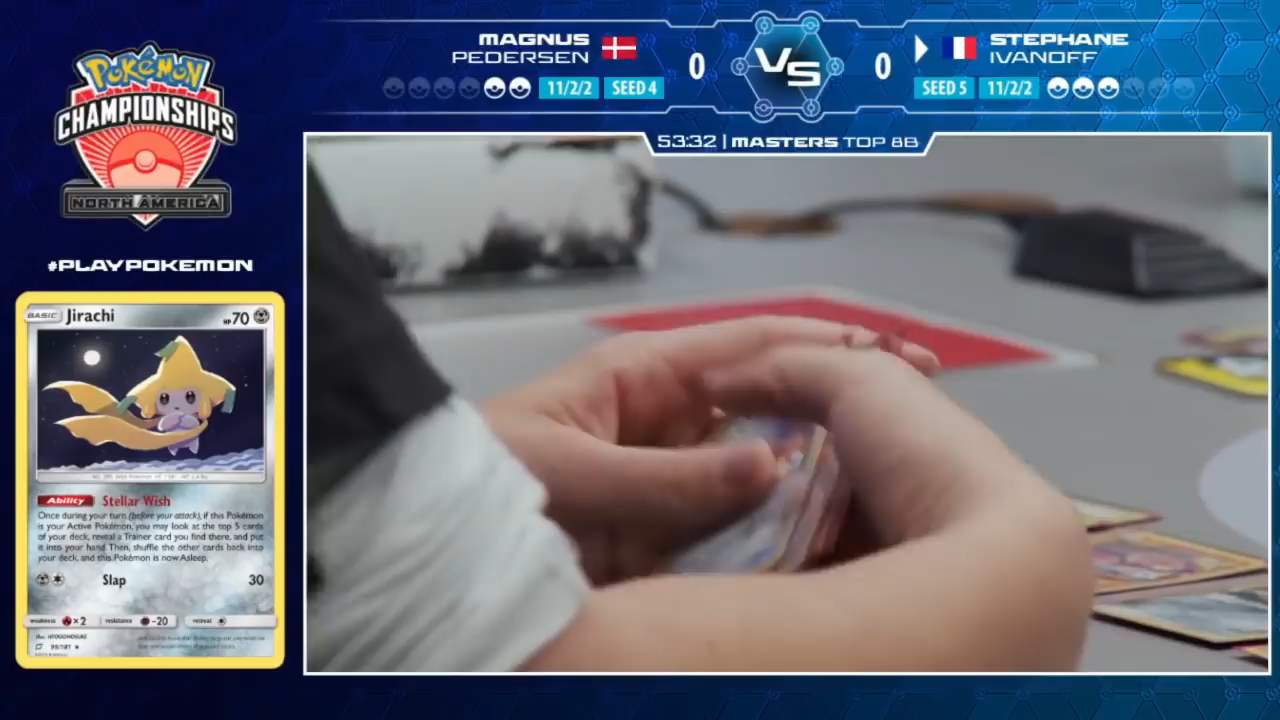 MAGNUS
PEDERSEN
0
VS
0
STEPHANE
IVANOFF
11/2/2
SEED 4
SEED 5
11/2/2
53:32 | MASTERS TOP 8B
POKÉMON
CHAMPIONSHIPS
NORTH AMERICA
#PLAYPOKEMON
BASIC Jirachi HP 70
Ability Stellar Wish
Once during your turn (before your attack), if this Pokémon
is your Active Pokémon, you may look at the top 5 cards
of your deck, reveal a Trainer card you find there, and put
it into your hand. Then, shuffle the other cards back into
your deck, and this Pokémon is now Asleep.
Slap 30
weakness ×2 resistance -20 retreat
99/181